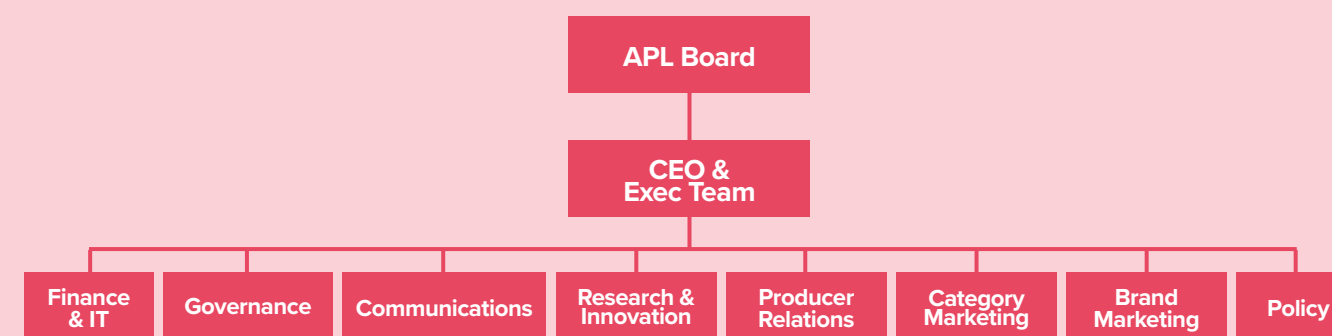 APL Board
CEO &
Exec Team
Finance
& IT
Governance
Communications
Research &
Innovation
Producer
Relations
Category
Marketing
Brand
Marketing
Policy